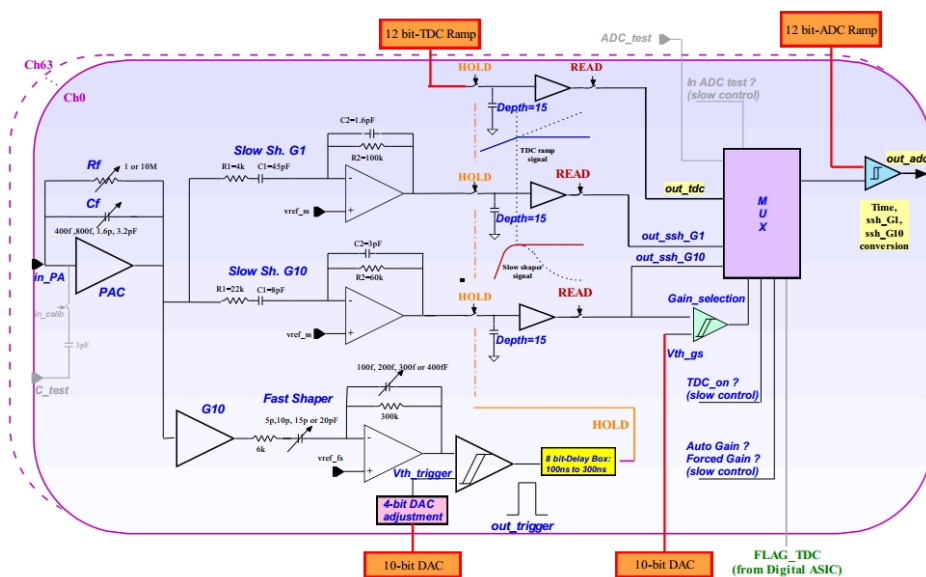 12 bit-TDC Ramp
12 bit-ADC Ramp
ADC_test
Ch63
Ch0
HOLD
READ
In ADC test ?
(slow control)
Depth=15
C2=1.6pF
R2=100k
Rf
1 or 10M
Slow Sh. G1
R1=4k
C1=45pF
TDC ramp
signal
out_tdc
out_adc
Cf
400f,800f, 1.6p, 3.2pF
vref_ss
HOLD
READ
M
U
X
Time,
ssh_G1,
ssh_G10
conversion
Depth=15
out_ssh_G1
in_PA
PAC
C2=3pF
R2=60k
Slow Sh. G10
R1=22k
C1=8pF
Slow shaper
signal
out_ssh_G10
HOLD
READ
Gain_selection
in_calib
vref_ss
3pF
Depth=15
Vth_gs
C_test
100f, 200f, 300f or 400fF
300k
TDC_on ?
(slow control)
G10
Fast Shaper
5p,10p, 15p or 20pF
6k
HOLD
vref_fs
Vth_trigger
8 bit-Delay Box:
100ns to 300ns
Auto Gain ?
Forced Gain ?
(slow control)
4-bit DAC
adjustment
out_trigger
10-bit DAC
10-bit DAC
FLAG_TDC
(from Digital ASIC)